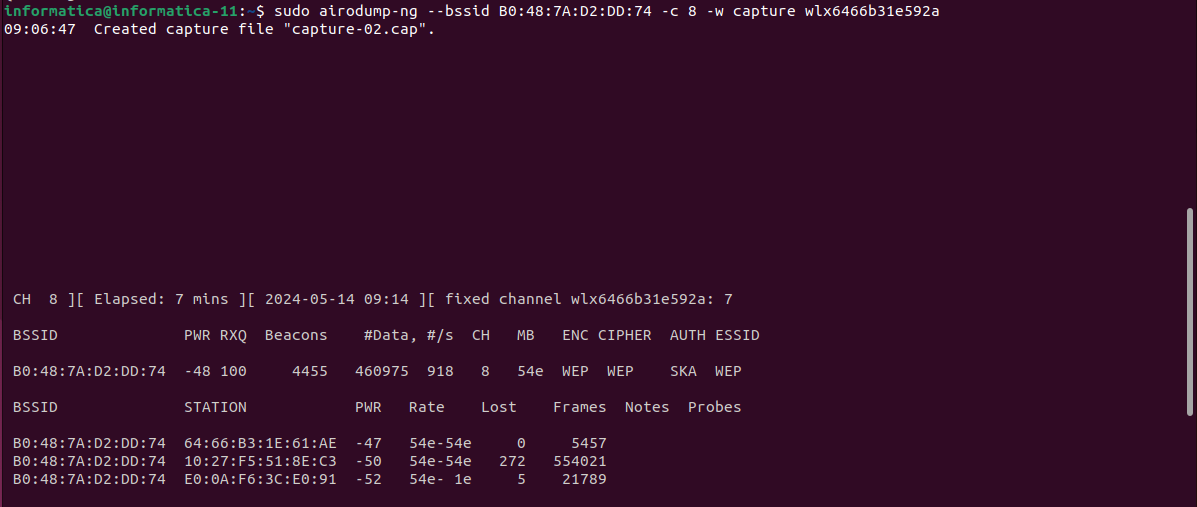 informatica@informatica-11:~$ sudo airodump-ng --bssid B0:48:7A:D2:DD:74 -c 8 -w capture wlx6466b31e592a
09:06:47  Created capture file "capture-02.cap".
CH  8 ][ Elapsed: 7 mins ][ 2024-05-14 09:14 ][ fixed channel wlx6466b31e592a: 7
BSSID              PWR RXQ  Beacons    #Data, #/s  CH   MB   ENC CIPHER  AUTH ESSID
B0:48:7A:D2:DD:74  -48 100     4455   460975  918   8   54e  WEP  WEP    SKA  WEP
BSSID              STATION            PWR   Rate    Lost    Frames  Notes  Probes
B0:48:7A:D2:DD:74  64:66:B3:1E:61:AE  -47   54e-54e     0     5457
B0:48:7A:D2:DD:74  10:27:F5:51:8E:C3  -50   54e-54e   272   554021
B0:48:7A:D2:DD:74  E0:0A:F6:3C:E0:91  -52   54e- 1e     5    21789